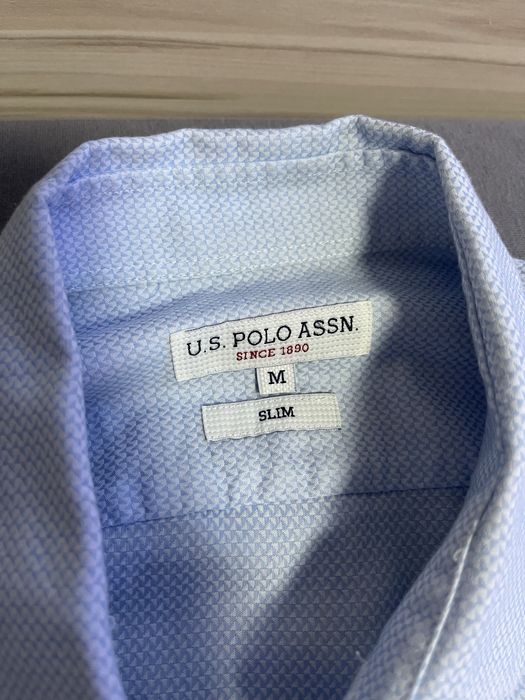 U.S. POLO ASSN.
SINCE 1890
M
SLIM